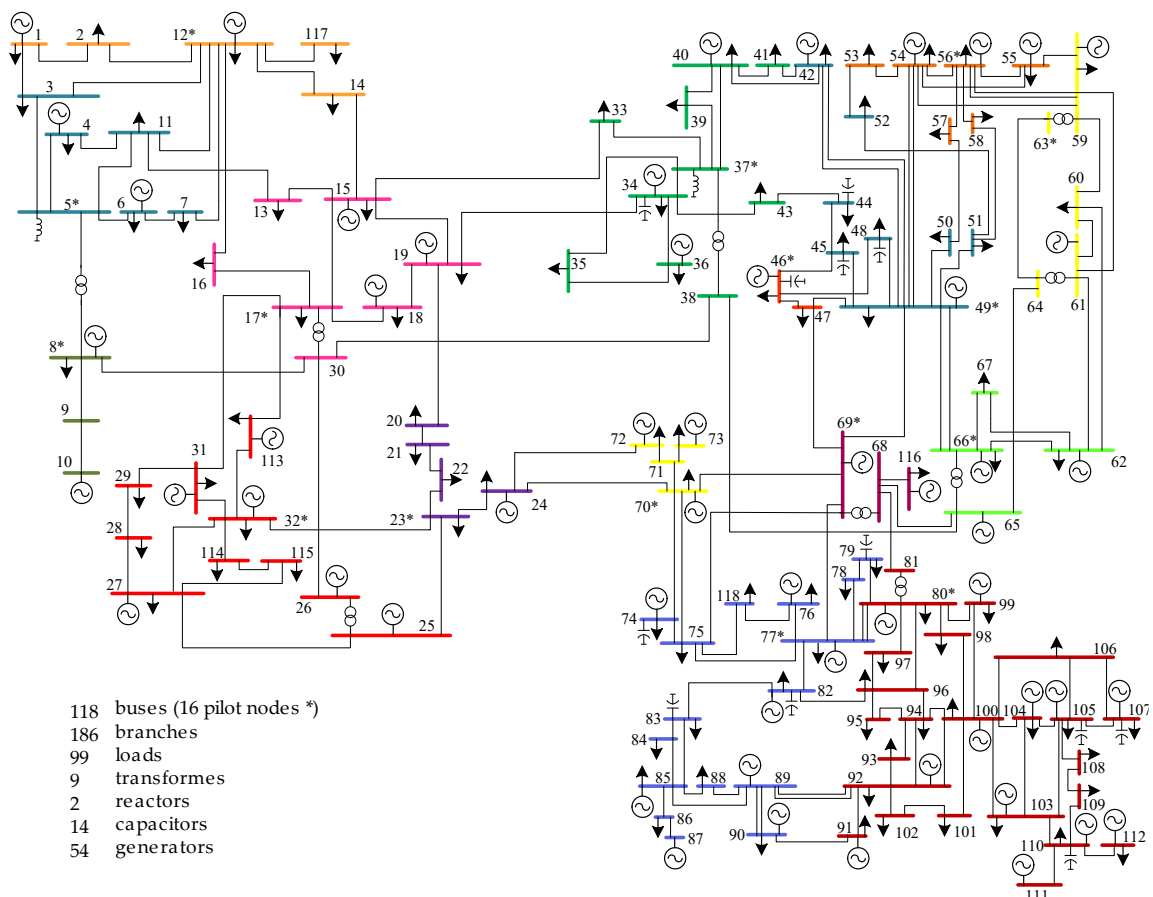 1 2 12* 117
3 14
4 11
5* 6 7 13 15
16 19
17* 18
8* 30
9
10
33
34
35 36
38
37*
39
40 41 42
43 44
45 48
46*
47 49*
53 54 56* 55
52 57 58
63* 59
60
50 51
64 61
67
66* 62
65
20
21
22
23* 24
31 113
29
28 32*
114 115
27
26
25
72 73
71
70*
69* 68 116
79 81
78
118 76 80* 99
74 75 77* 98
97 106
82 96
83 95 94 100 104 105 107
84 93 108
85 88 89 92 103 109
86 102 101
87 90 91 110 112
111
118 buses (16 pilot nodes *)
186 branches
99 loads
9 transformes
2 reactors
14 capacitors
54 generators